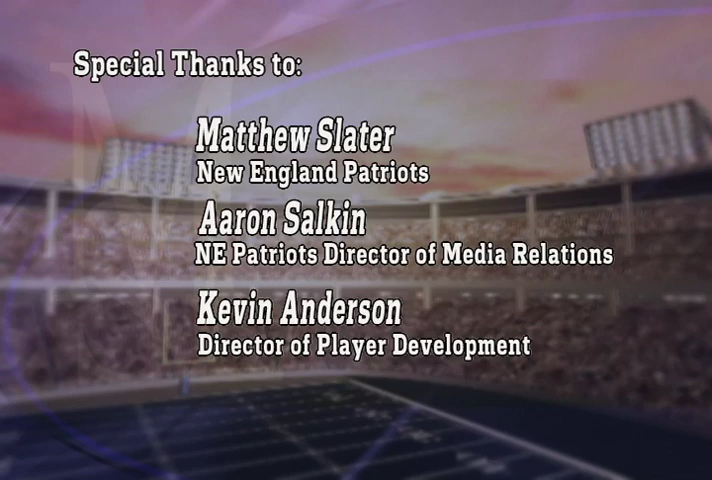 Special Thanks to:
Matthew Slater
New England Patriots
Aaron Salkin
NE Patriots Director of Media Relations
Kevin Anderson
Director of Player Development